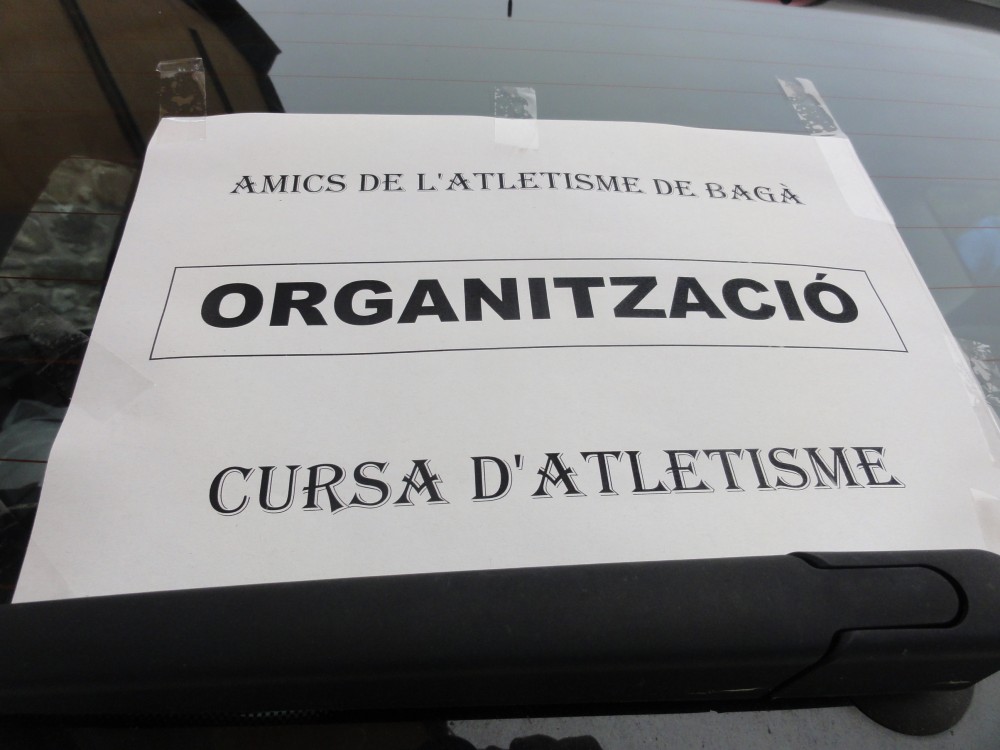 AMICS DE L'ATLETISME DE BAGÀ
ORGANITZACIÓ
CURSA D'ATLETISME